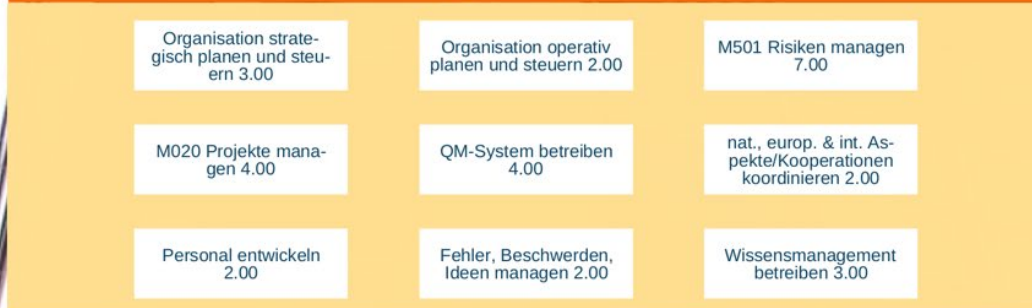 Organisation strate-
gisch planen und steu-
ern 3.00
Organisation operativ
planen und steuern 2.00
M501 Risiken managen
7.00
M020 Projekte mana-
gen 4.00
QM-System betreiben
4.00
nat., europ. & int. As-
pekte/Kooperationen
koordinieren 2.00
Personal entwickeln
2.00
Fehler, Beschwerden,
Ideen managen 2.00
Wissensmanagement
betreiben 3.00